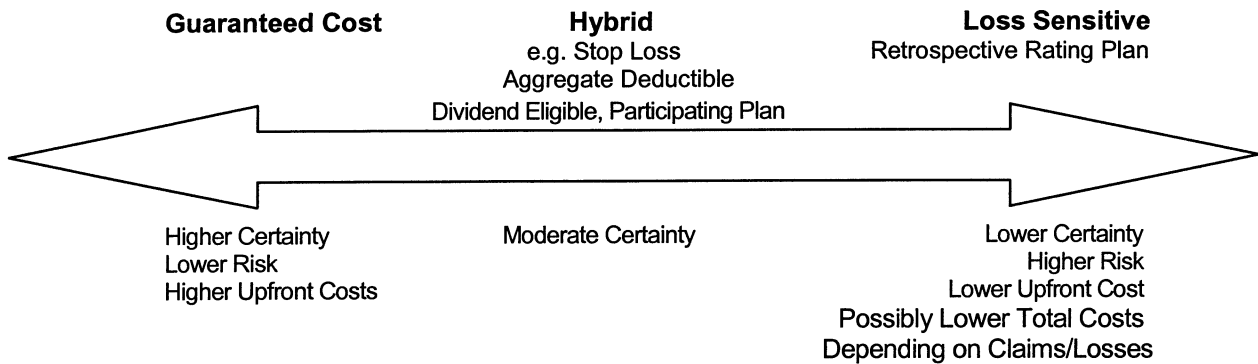 Guaranteed Cost
Hybrid
e.g. Stop Loss
Aggregate Deductible
Dividend Eligible, Participating Plan
Loss Sensitive
Retrospective Rating Plan
Higher Certainty
Lower Risk
Higher Upfront Costs
Moderate Certainty
Lower Certainty
Higher Risk
Lower Upfront Cost
Possibly Lower Total Costs
Depending on Claims/Losses